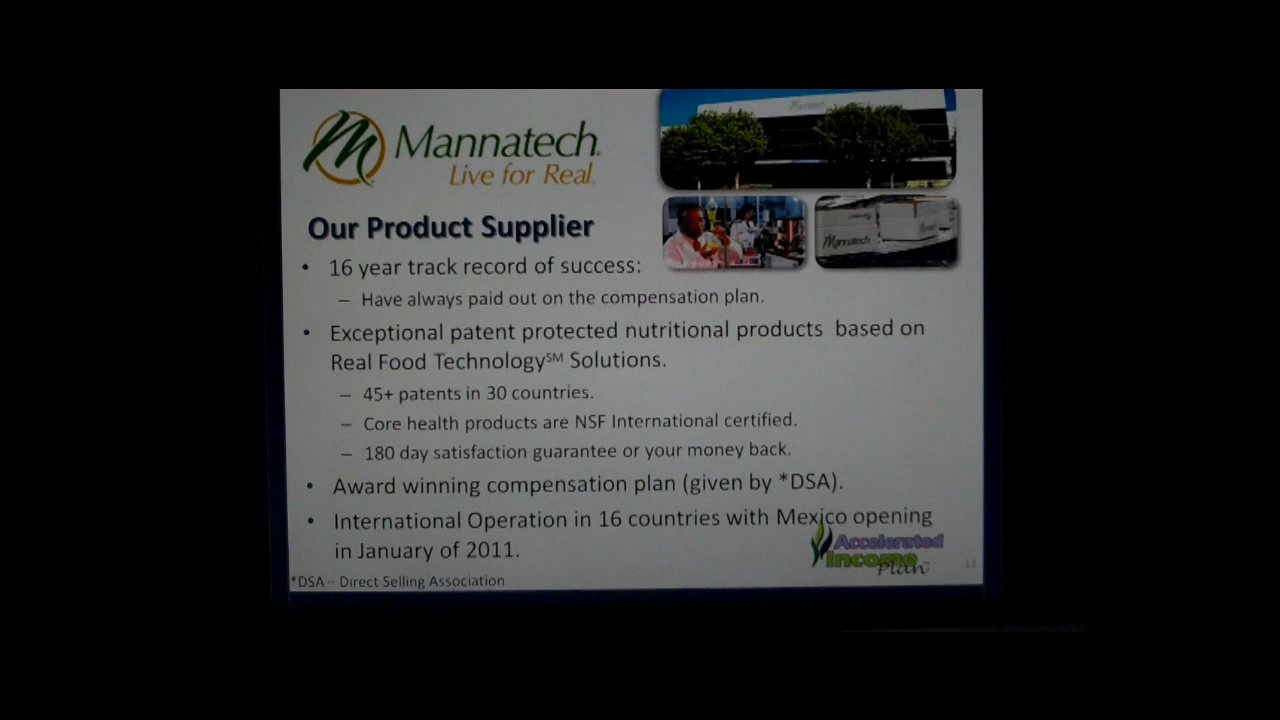 Mannatech
Live for Real.
Our Product Supplier
• 16 year track record of success:
– Have always paid out on the compensation plan.
• Exceptional patent protected nutritional products based on
Real Food Technology℠ Solutions.
– 45+ patents in 30 countries.
– Core health products are NSF International certified.
– 180 day satisfaction guarantee or your money back.
• Award winning compensation plan (given by *DSA).
• International Operation in 16 countries with Mexico opening
in January of 2011.
Accelerated
Income
Plan
12
*DSA – Direct Selling Association
Mannatech